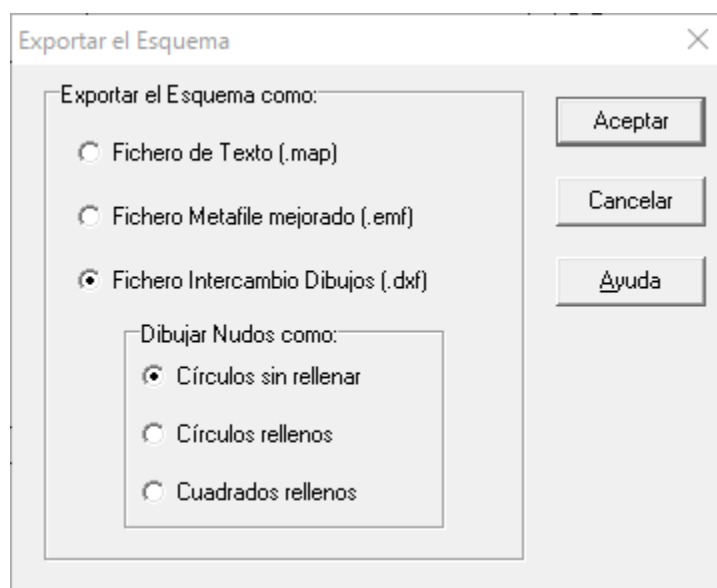 Exportar el Esquema
Exportar el Esquema como:
Fichero de Texto (.map)
Fichero Metafile mejorado (.emf)
Fichero Intercambio Dibujos (.dxf)
Dibujar Nudos como:
Círculos sin rellenar
Círculos rellenos
Cuadrados rellenos
Aceptar
Cancelar
Ayuda